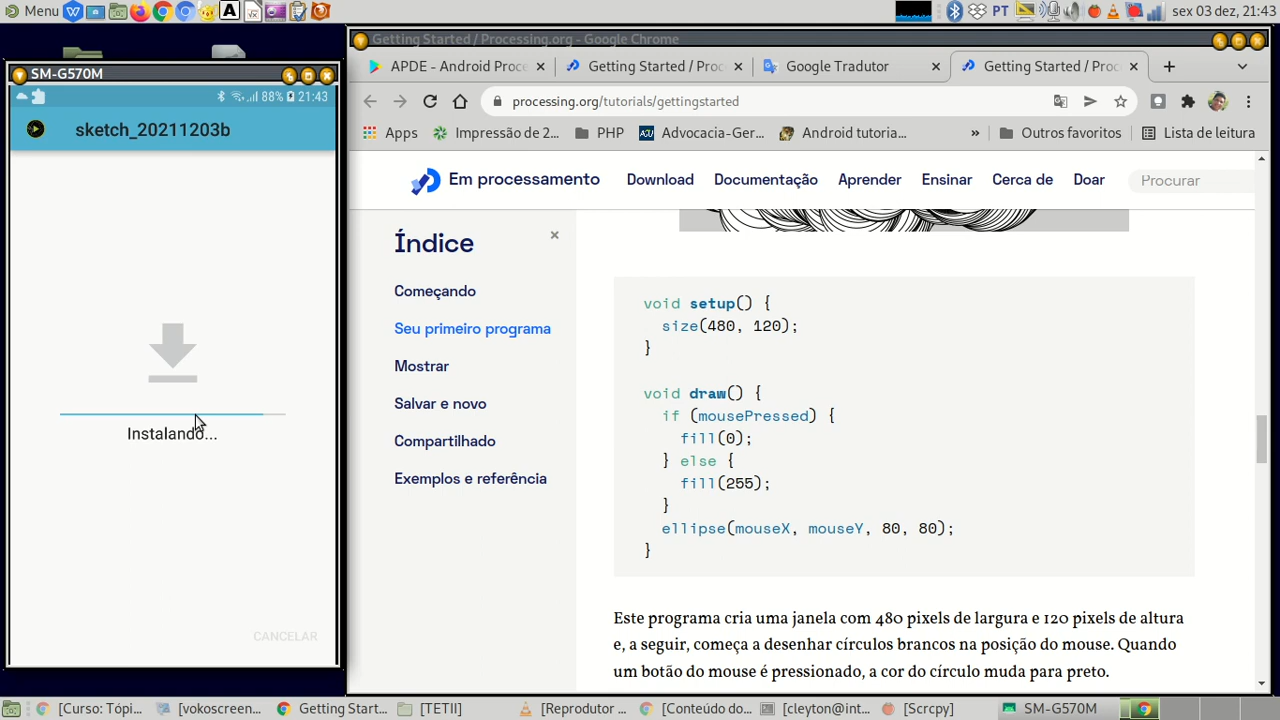 Menu
PT
sex 03 dez, 21:43
Getting Started / Processing.org - Google Chrome
SM-G570M
88% 21:43
sketch_20211203b
Instalando...
CANCELAR
APDE - Android Proce
Getting Started / Proc
Google Tradutor
Getting Started / Proc
processing.org/tutorials/gettingstarted
Apps
Impressão de 2...
PHP
AGU
Advocacia-Ger...
Android tutoria...
»
Outros favoritos
Lista de leitura
Em processamento
Download
Documentação
Aprender
Ensinar
Cerca de
Doar
Procurar
Índice
Começando
Seu primeiro programa
Mostrar
Salvar e novo
Compartilhado
Exemplos e referência
void setup() {
size(480, 120);
}
void draw() {
if (mousePressed) {
fill(0);
} else {
fill(255);
}
ellipse(mouseX, mouseY, 80, 80);
}
Este programa cria uma janela com 480 pixels de largura e 120 pixels de altura
e, a seguir, começa a desenhar círculos brancos na posição do mouse. Quando
um botão do mouse é pressionado, a cor do círculo muda para preto.
[Curso: Tópi...
[vokoscreen...
Getting Start...
[TETII]
[Reprodutor ...
[Conteúdo do...
[cleyton@int...
[Scrcpy]
SM-G570M